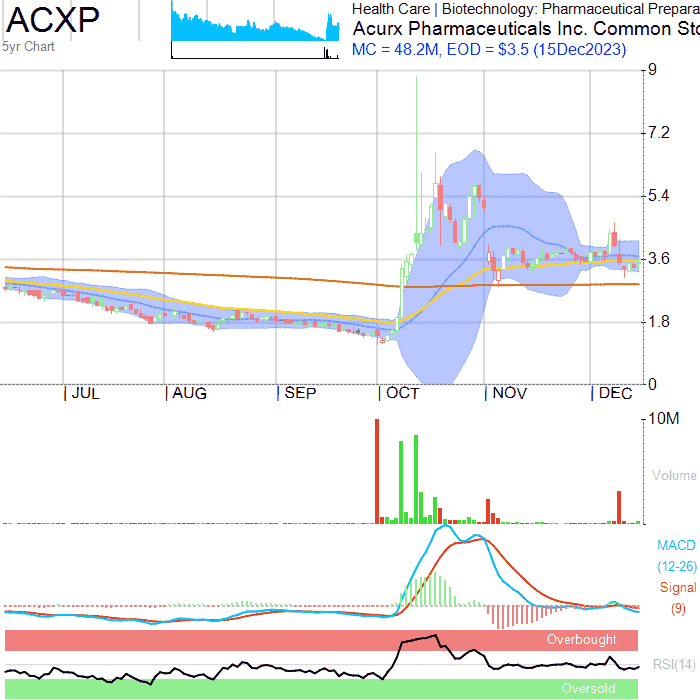 ACXP
5yr Chart
Health Care | Biotechnology: Pharmaceutical Prepara
Acurx Pharmaceuticals Inc. Common Sto
MC = 48.2M, EOD = $3.5 (15Dec2023)
9
7.2
5.4
3.6
1.8
0
JUL AUG SEP OCT NOV DEC
10M
Volume
MACD
(12-26)
Signal
(9)
Overbought
RSI(14)
Oversold